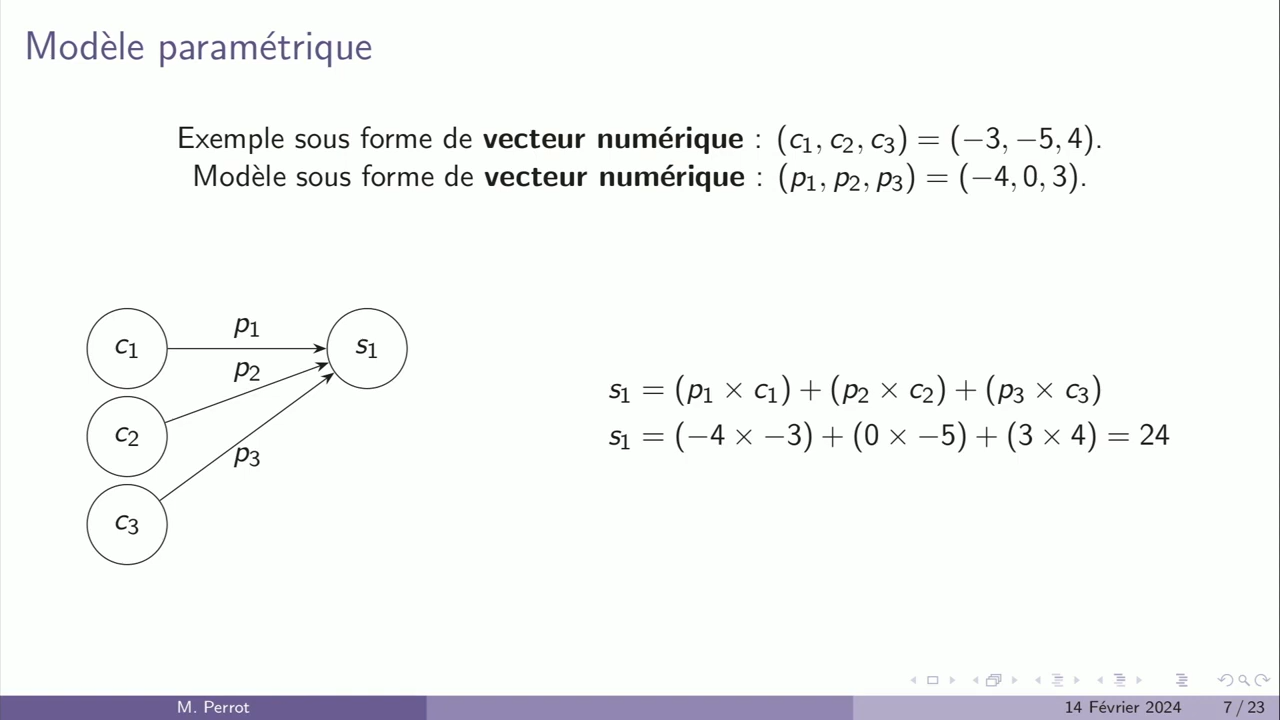 Modèle paramétrique
Exemple sous forme de vecteur numérique : (c₁, c₂, c₃) = (−3, −5, 4).
Modèle sous forme de vecteur numérique : (p₁, p₂, p₃) = (−4, 0, 3).
c₁
p₁
s₁
p₂
c₂
p₃
c₃
s₁ = (p₁ × c₁) + (p₂ × c₂) + (p₃ × c₃)
s₁ = (−4 × −3) + (0 × −5) + (3 × 4) = 24
M. Perrot
14 Février 2024
7 / 23